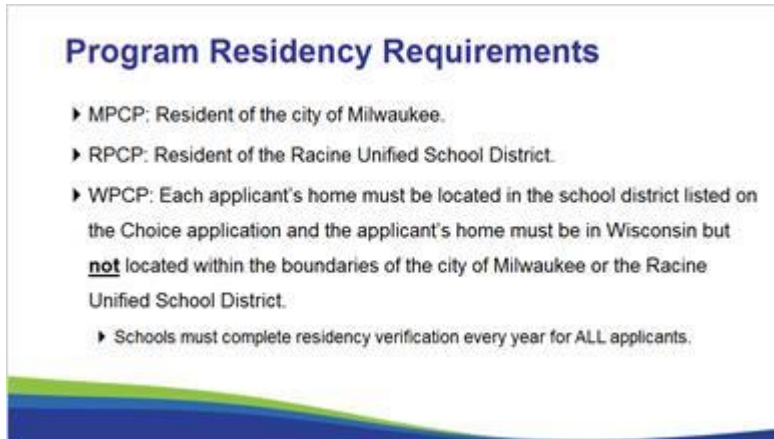 Program Residency Requirements
MPCP: Resident of the city of Milwaukee.
RPCP: Resident of the Racine Unified School District.
WPCP: Each applicant's home must be located in the school district listed on
the Choice application and the applicant's home must be in Wisconsin but
not located within the boundaries of the city of Milwaukee or the Racine
Unified School District.
Schools must complete residency verification every year for ALL applicants.